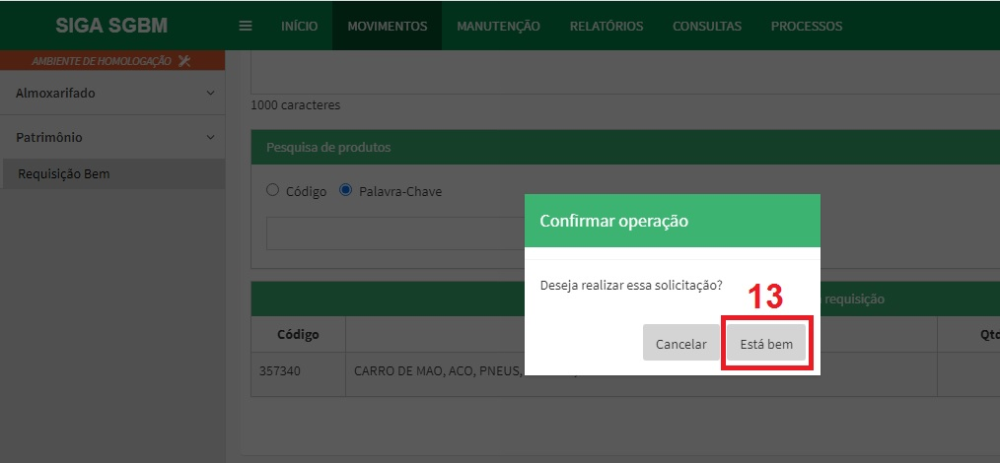 SIGA SGBM
INÍCIO MOVIMENTOS MANUTENÇÃO RELATÓRIOS CONSULTAS PROCESSOS
AMBIENTE DE HOMOLOGAÇÃO
Almoxarifado
Patrimônio
Requisição Bem
1000 caracteres
Pesquisa de produtos
Código Palavra-Chave
Confirmar operação
Deseja realizar essa solicitação?
13
Cancelar Está bem
requisição
Código Qtd
357340 CARRO DE MAO, ACO, PNEUS,